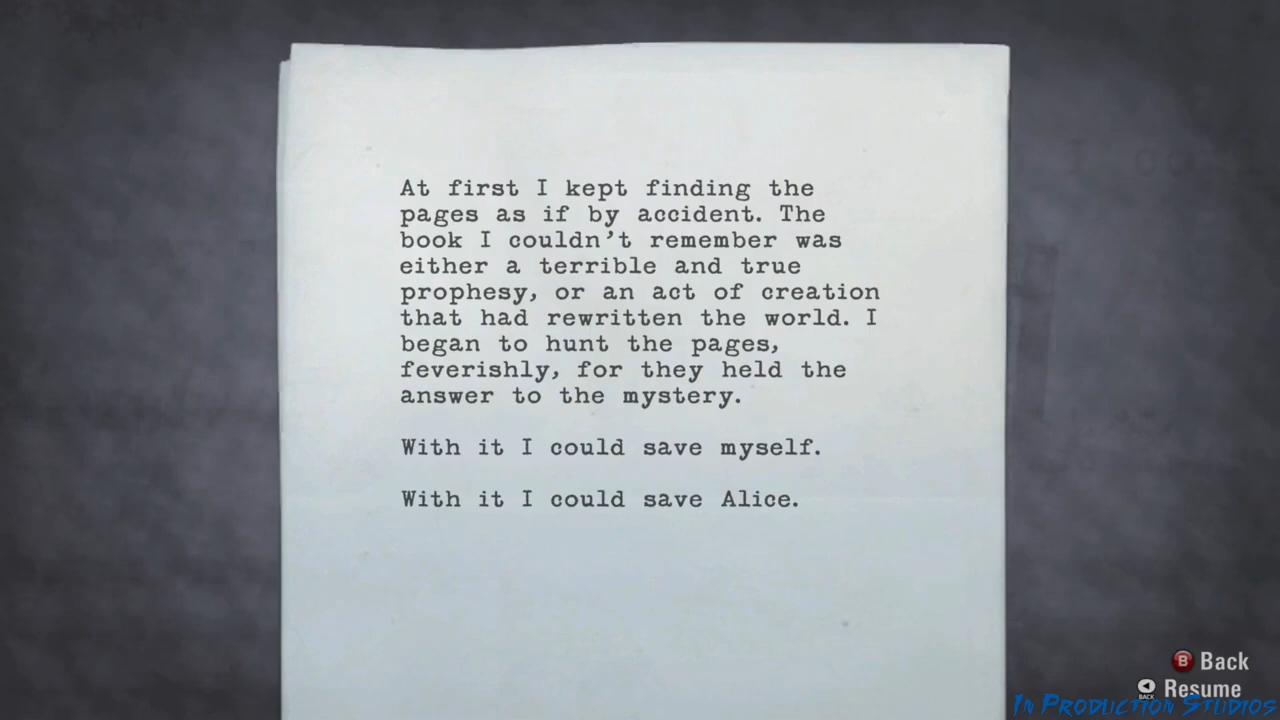 At first I kept finding the
pages as if by accident. The
book I couldn’t remember was
either a terrible and true
prophesy, or an act of creation
that had rewritten the world. I
began to hunt the pages,
feverishly, for they held the
answer to the mystery.
With it I could save myself.
With it I could save Alice.
B Back
BACK Resume
In Production Studios